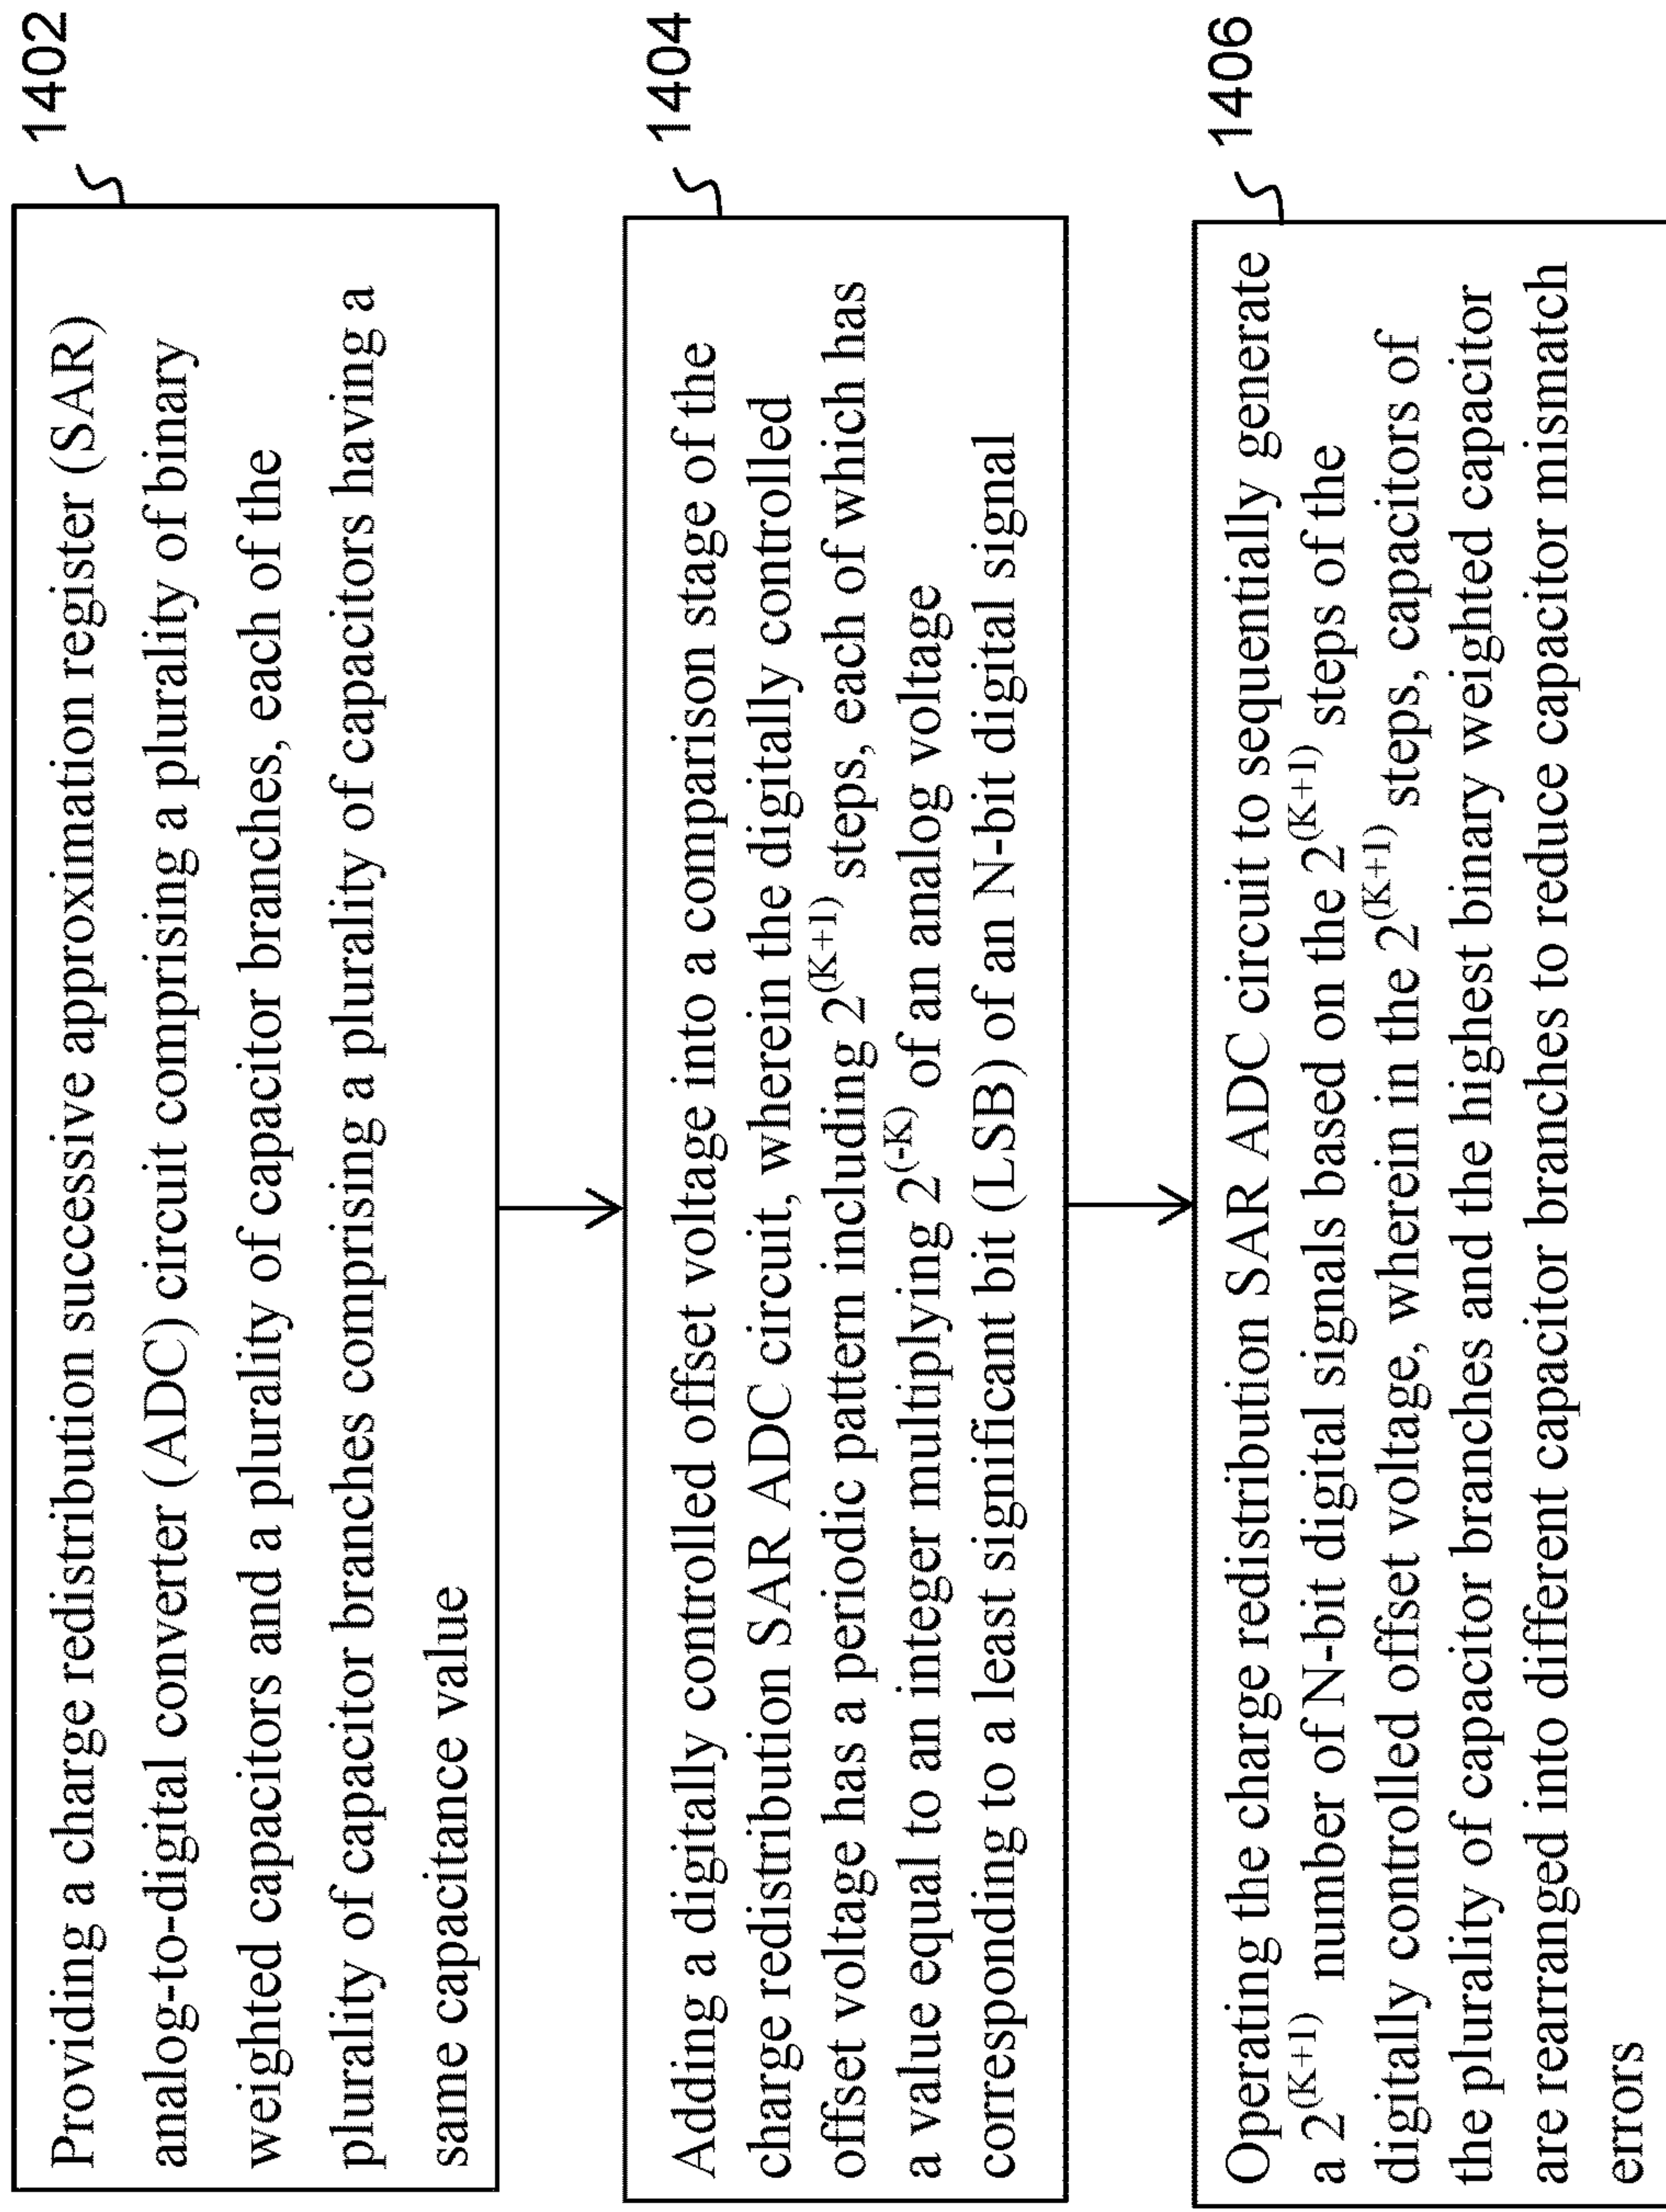 1402
Providing a charge redistribution successive approximation register (SAR)
analog-to-digital converter (ADC) circuit comprising a plurality of binary
weighted capacitors and a plurality of capacitor branches, each of the
plurality of capacitor branches comprising a plurality of capacitors having a
same capacitance value
1404
Adding a digitally controlled offset voltage into a comparison stage of the
charge redistribution SAR ADC circuit, wherein the digitally controlled
offset voltage has a periodic pattern including 2^(K+1) steps, each of which has
a value equal to an integer multiplying 2^(-K) of an analog voltage
corresponding to a least significant bit (LSB) of an N-bit digital signal
1406
Operating the charge redistribution SAR ADC circuit to sequentially generate
a 2^(K+1) number of N-bit digital signals based on the 2^(K+1) steps of the
digitally controlled offset voltage, wherein in the 2^(K+1) steps, capacitors of
the plurality of capacitor branches and the highest binary weighted capacitor
are rearranged into different capacitor branches to reduce capacitor mismatch
errors